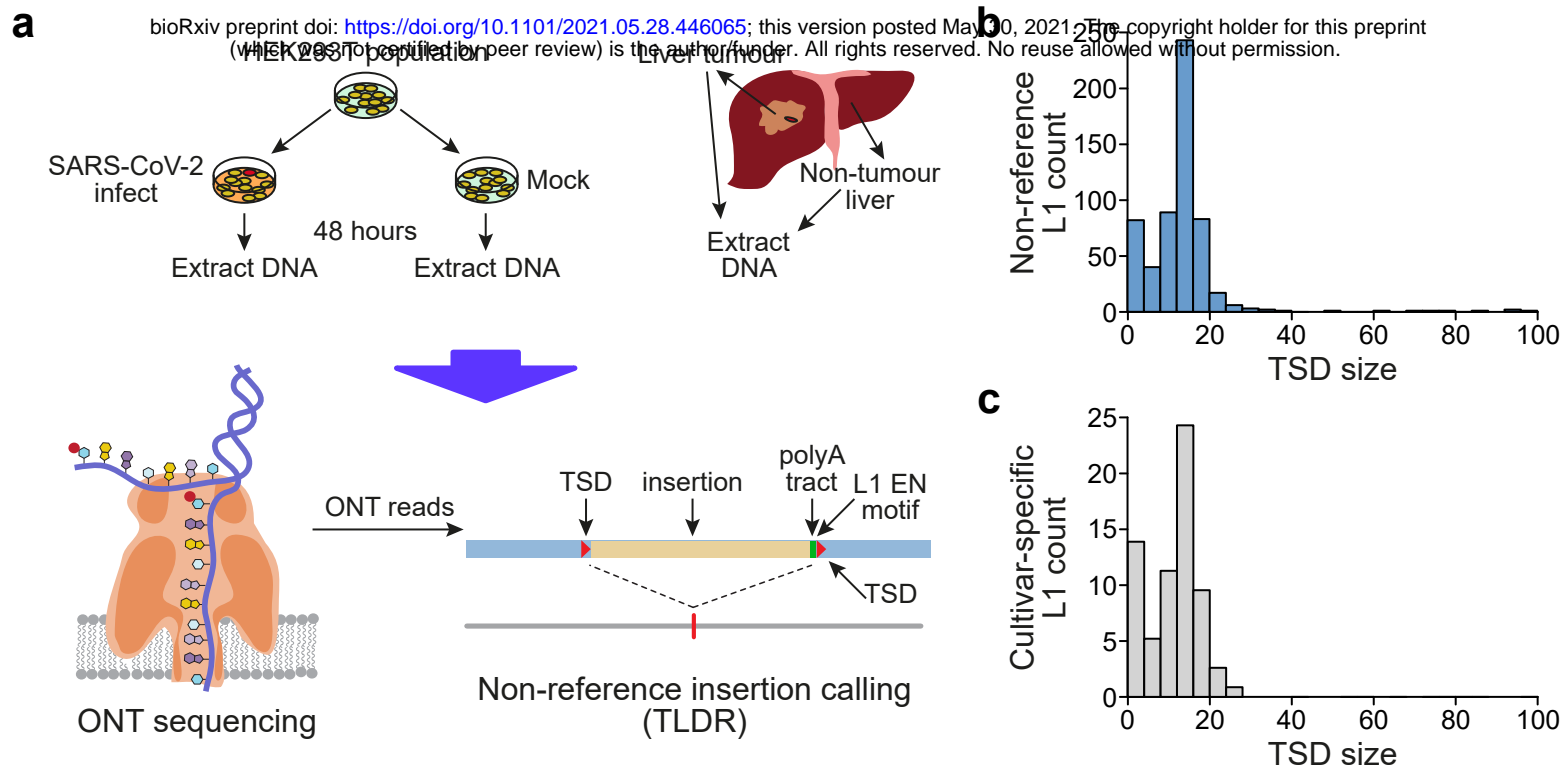 a
bioRxiv preprint doi: https://doi.org/10.1101/2021.05.28.446065; this version posted May 30, 2021. The copyright holder for this preprint
(which was not certified by peer review) is the author/funder. All rights reserved. No reuse allowed without permission.
HEK293T population
SARS-CoV-2
infect
Mock
48 hours
Extract DNA
Extract DNA
Liver tumour
Non-tumour
liver
Extract
DNA
ONT reads
TSD
insertion
polyA
tract
L1 EN
motif
TSD
ONT sequencing
Non-reference insertion calling
(TLDR)
b
Non-reference
L1 count
250
200
150
100
50
0
0 20 40 60 80 100
TSD size
c
Cultivar-specific
L1 count
25
20
15
10
5
0
0 20 40 60 80 100
TSD size